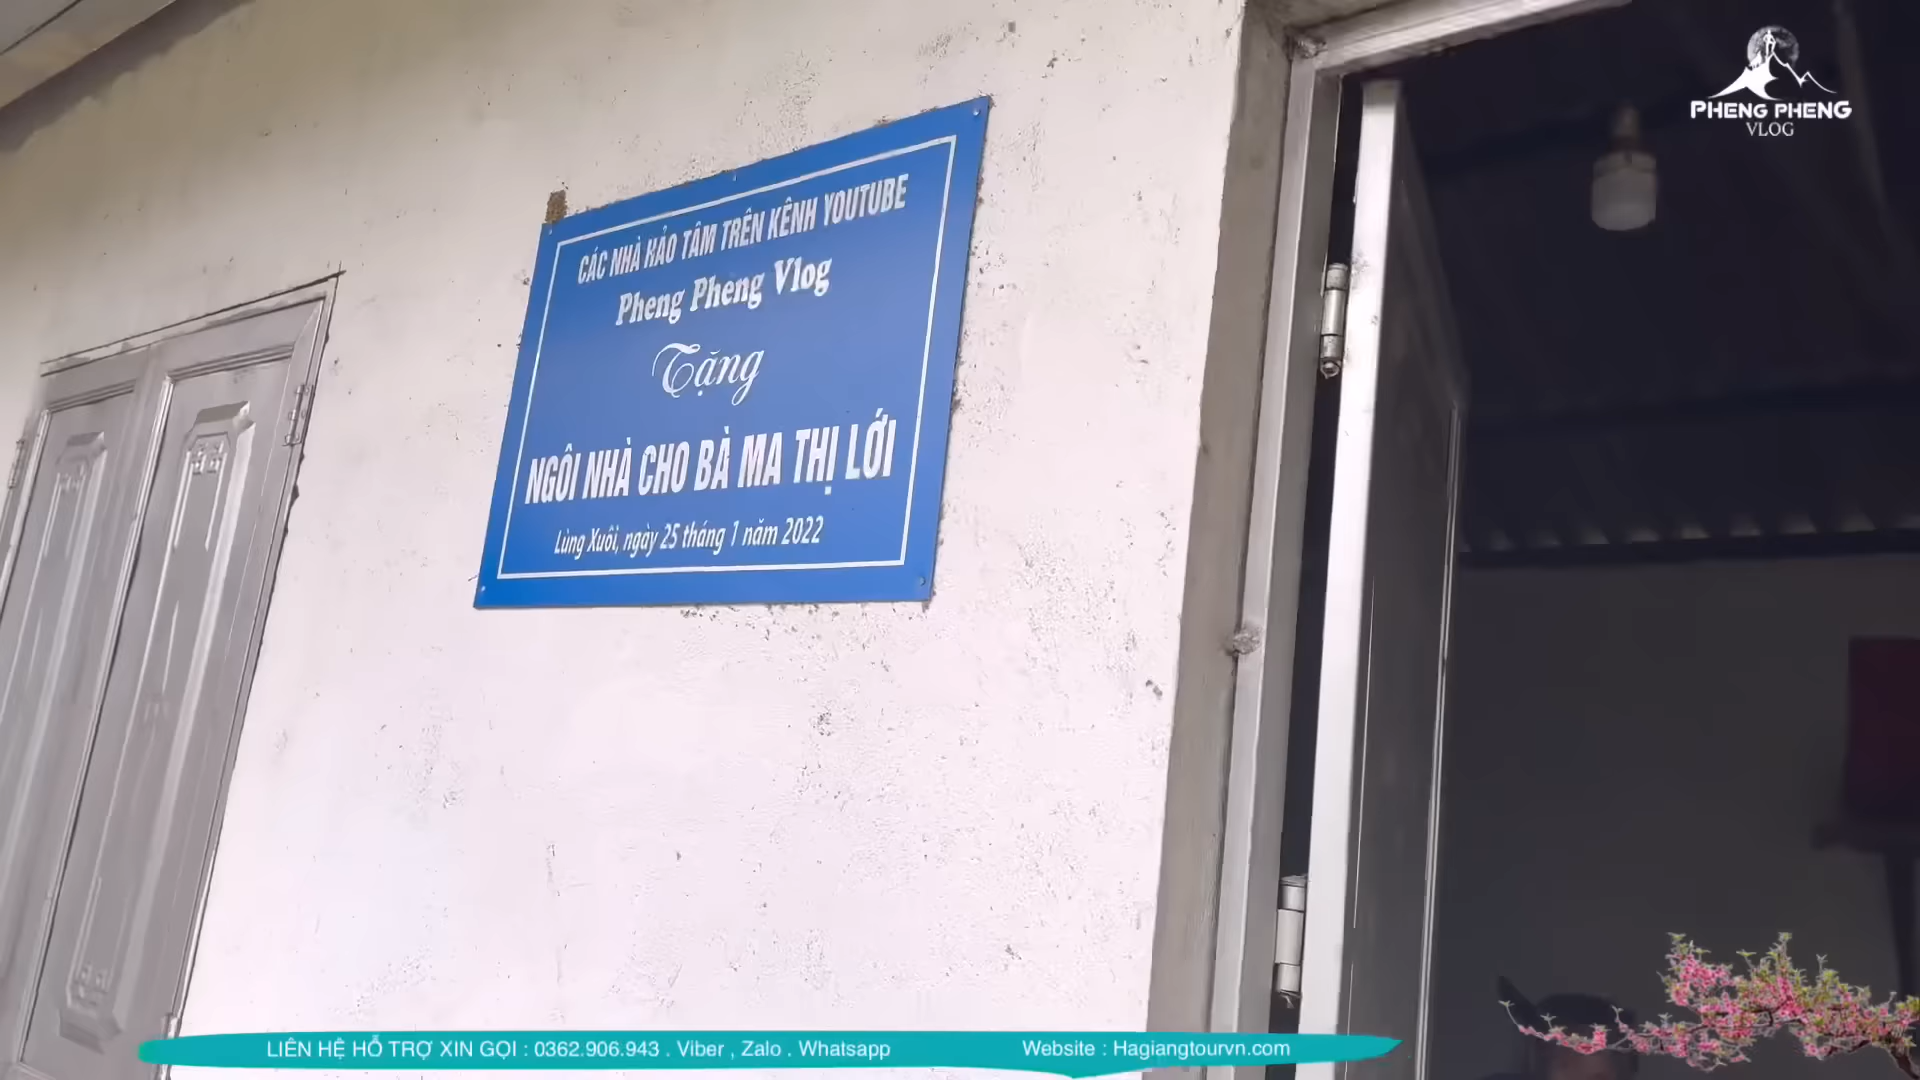 PHENG PHENG
VLOG
CÁC NHÀ HẢO TÂM TRÊN KÊNH YOUTUBE
Pheng Pheng Vlog
Tặng
NGÔI NHÀ CHO BÀ MA THỊ LỚI
Lùng Xuôi, ngày 25 tháng 1 năm 2022
LIÊN HỆ HỖ TRỢ XIN GỌI : 0362.906.943 . Viber , Zalo . Whatsapp
Website : Hagiangtourvn.com